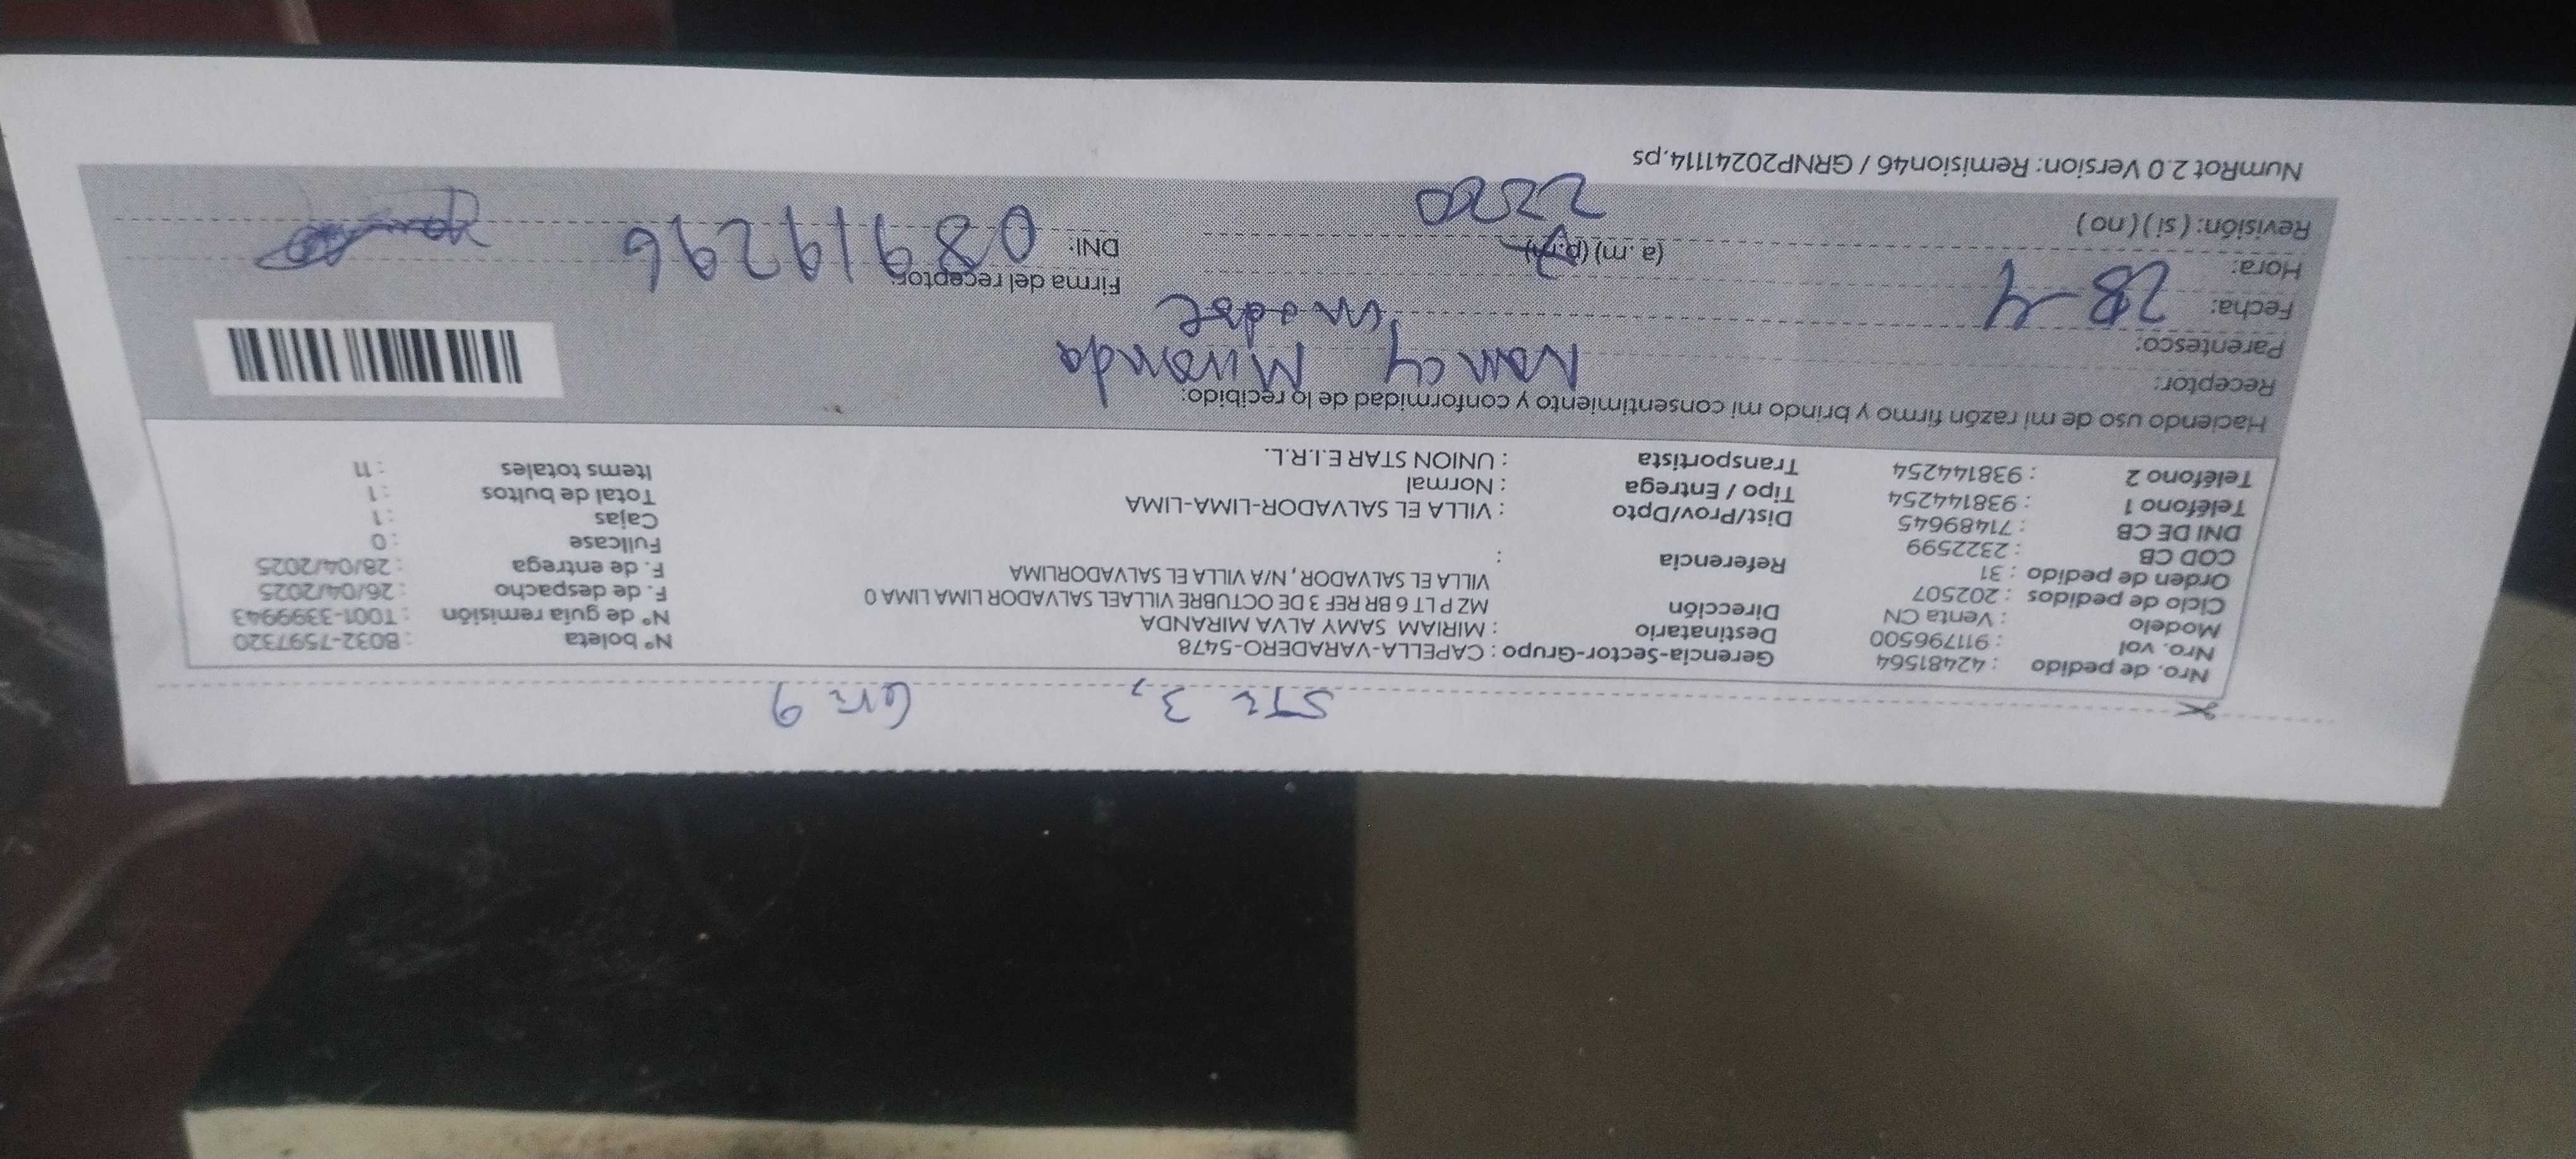 STE 3, Gr: 9
Nro. de pedido : 42481564 Gerencia-Sector-Grupo : CAPELLA-VARADERO-5478 N° boleta : B032-7597320
Nro. vol : 911796500 Destinatario : MIRIAM SAMY ALVA MIRANDA N° de guía remisión : T001-3399943
Modelo : Venta CN Dirección MZ P LT 6 BR REF 3 DE OCTUBRE VILLAEL SALVADOR LIMA LIMA 0 F. de despacho : 26/04/2025
Ciclo de pedidos : 202507 VILLA EL SALVADOR, N/A VILLA EL SALVADORLIMA F. de entrega : 28/04/2025
Orden de pedido : 31 Referencia : Fullcase : 0
COD CB : 2322599 Dist/Prov/Dpto : VILLA EL SALVADOR-LIMA-LIMA Cajas : 1
DNI DE CB : 71489645 Tipo / Entrega : Normal Total de bultos : 1
Teléfono 1 : 938144254 Transportista : UNION STAR E.I.R.L. Items totales : 11
Teléfono 2 : 938144254
Haciendo uso de mi razón firmo y brindo mi consentimiento y conformidad de lo recibido:
Receptor: Nancy Miranda
Parentesco: madre
Fecha: 28-4 Firma del receptor:
Hora: (a. m) (p. m) DNI: 08919296
Revisión: ( si ) ( no )
NumRot 2.0 Version: Remision46 / GRNP20241114.ps